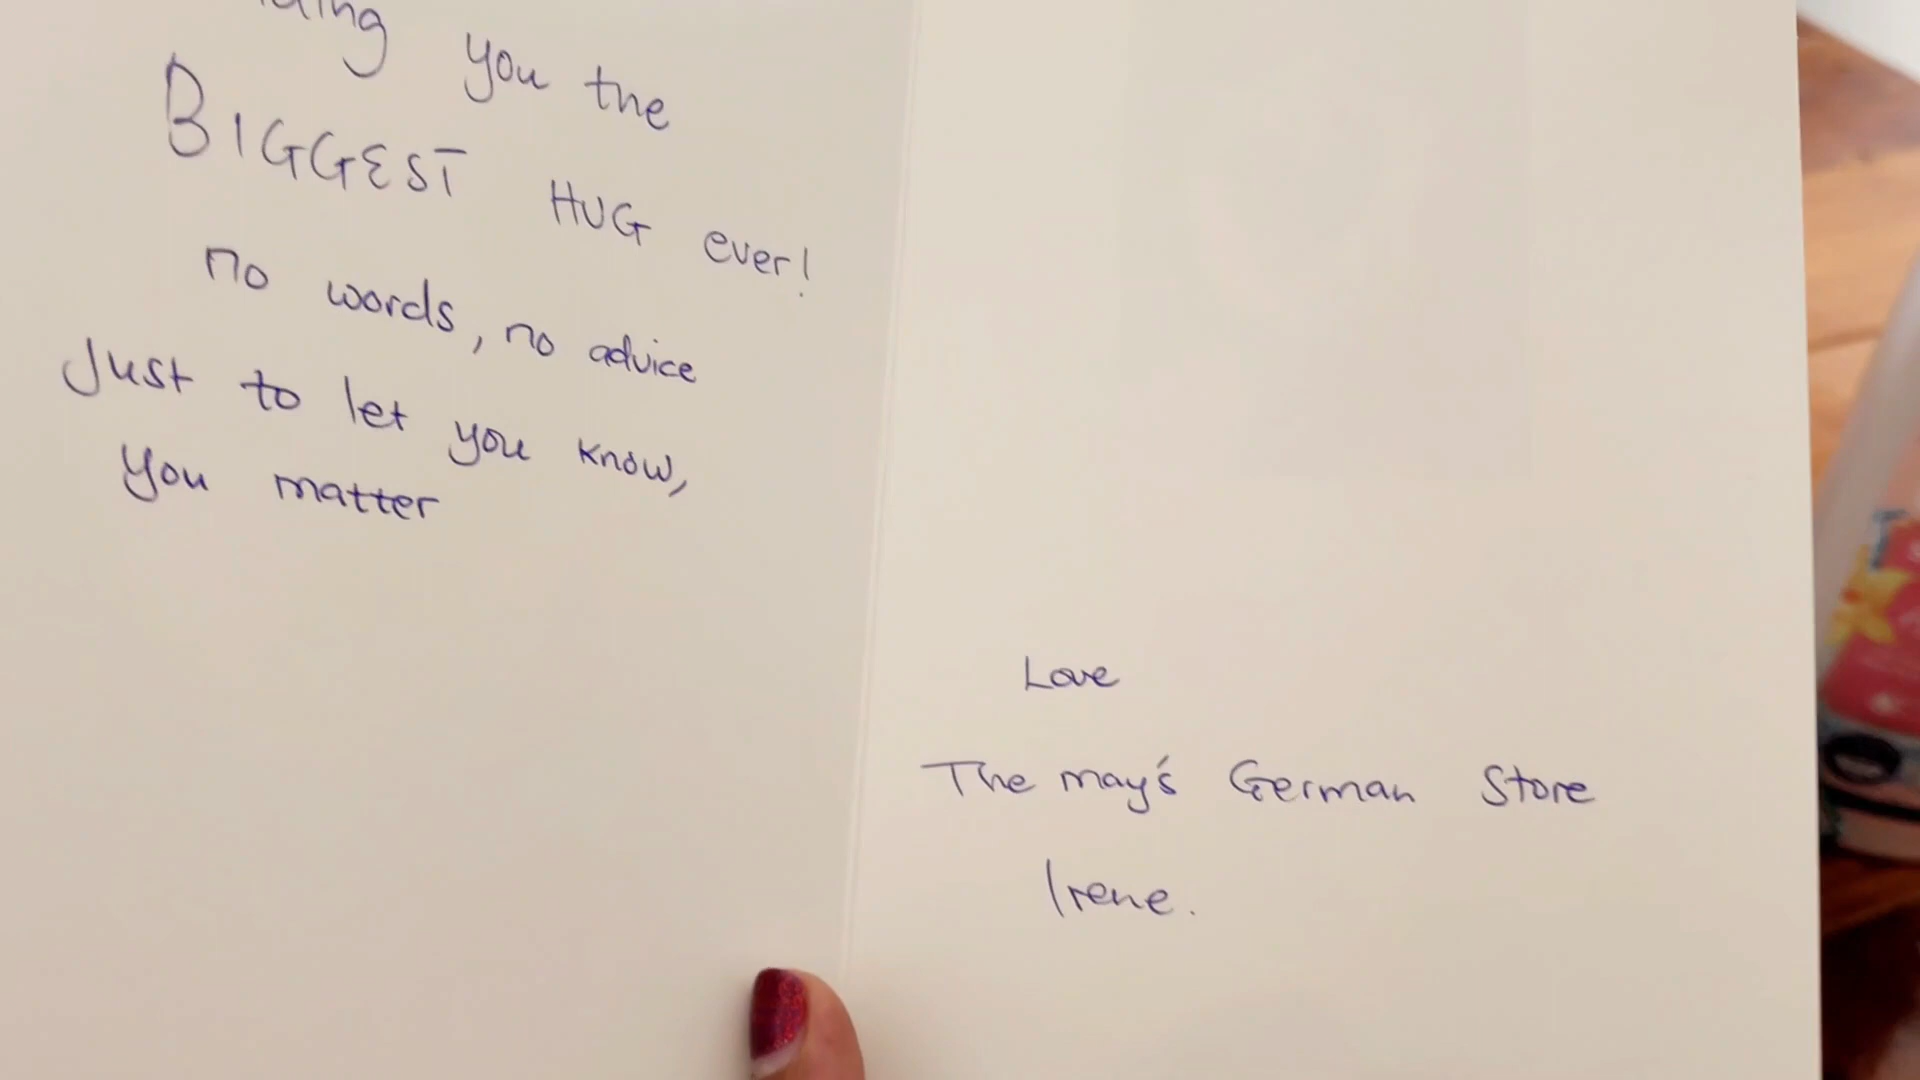 you the
BIGGEST HUG ever!
no words, no advice
Just to let you know,
you matter
Love
The may's German Store
Irene.